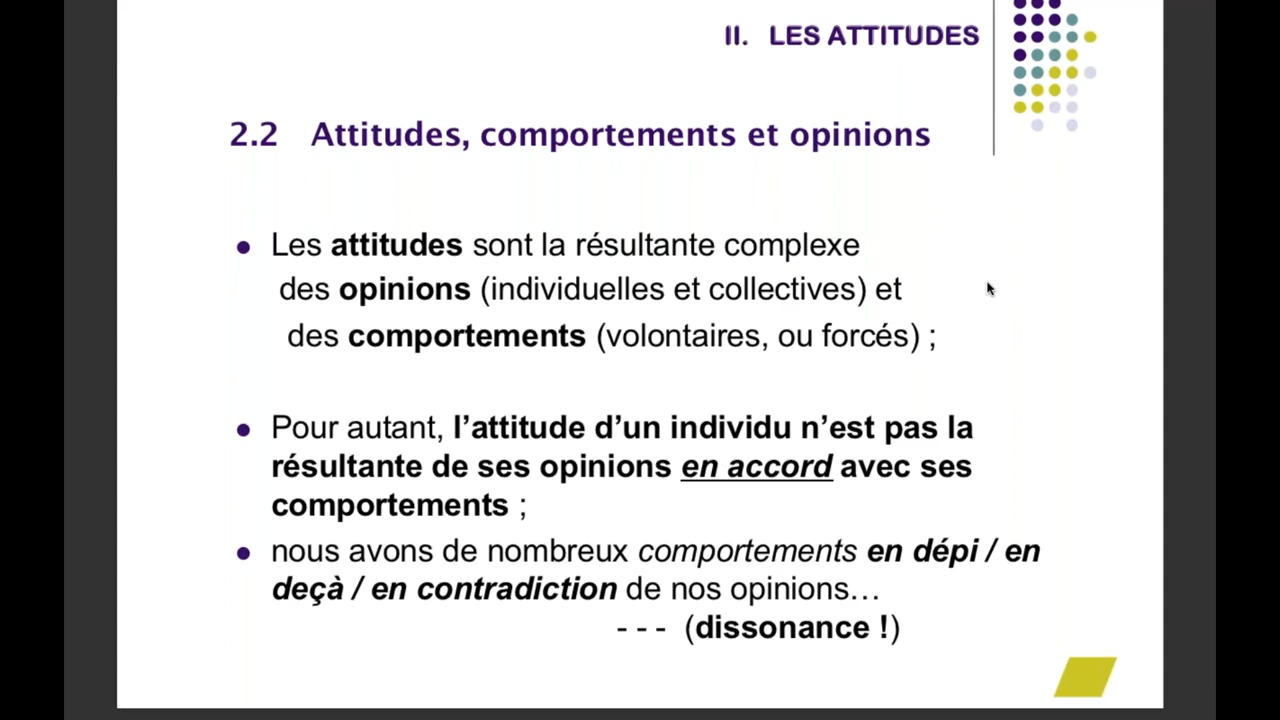 II. LES ATTITUDES
2.2 Attitudes, comportements et opinions
Les attitudes sont la résultante complexe
des opinions (individuelles et collectives) et
des comportements (volontaires, ou forcés) ;
Pour autant, l’attitude d’un individu n’est pas la
résultante de ses opinions en accord avec ses
comportements ;
nous avons de nombreux comportements en dépi / en
deçà / en contradiction de nos opinions…
- - - (dissonance !)